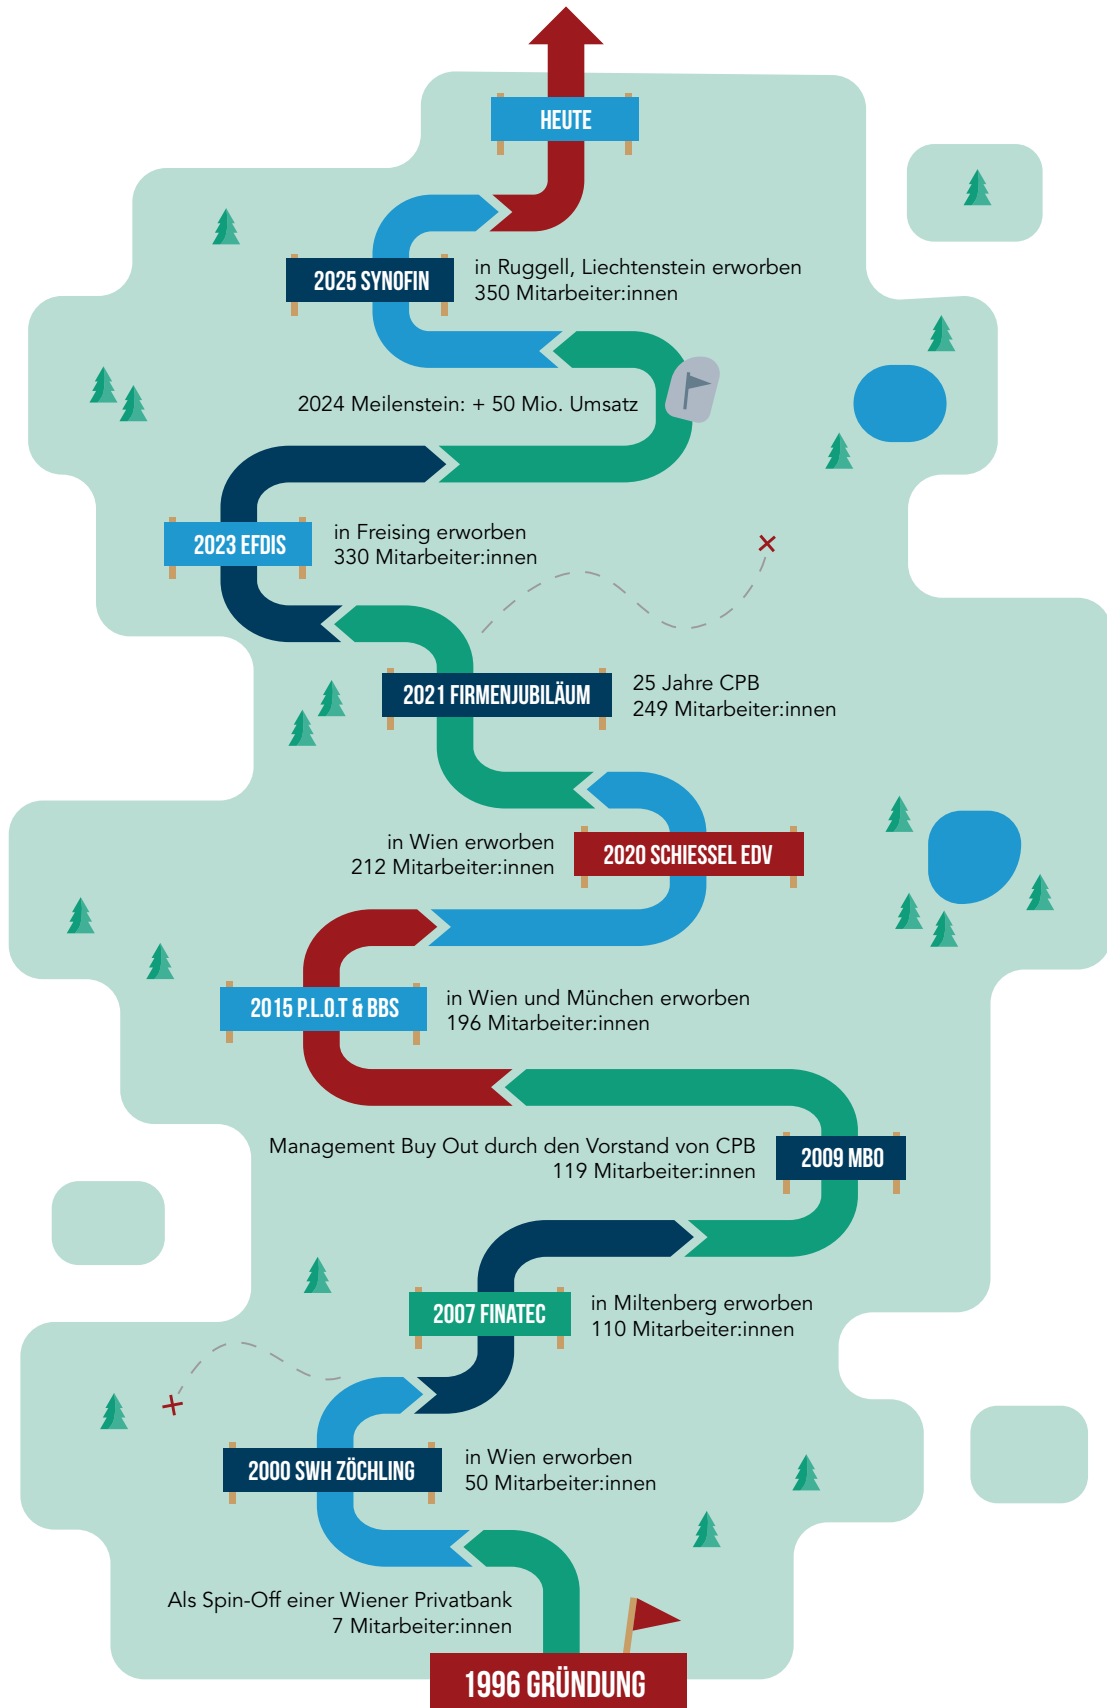 HEUTE
2025 SYNOFIN
in Ruggell, Liechtenstein erworben
350 Mitarbeiter:innen
2024 Meilenstein: + 50 Mio. Umsatz
2023 EFDIS
in Freising erworben
330 Mitarbeiter:innen
2021 FIRMENJUBILÄUM
25 Jahre CPB
249 Mitarbeiter:innen
in Wien erworben
212 Mitarbeiter:innen
2020 SCHIESSEL EDV
2015 P.L.O.T & BBS
in Wien und München erworben
196 Mitarbeiter:innen
Management Buy Out durch den Vorstand von CPB
119 Mitarbeiter:innen
2009 MBO
2007 FINATEC
in Miltenberg erworben
110 Mitarbeiter:innen
2000 SWH ZÖCHLING
in Wien erworben
50 Mitarbeiter:innen
Als Spin-Off einer Wiener Privatbank
7 Mitarbeiter:innen
1996 GRÜNDUNG